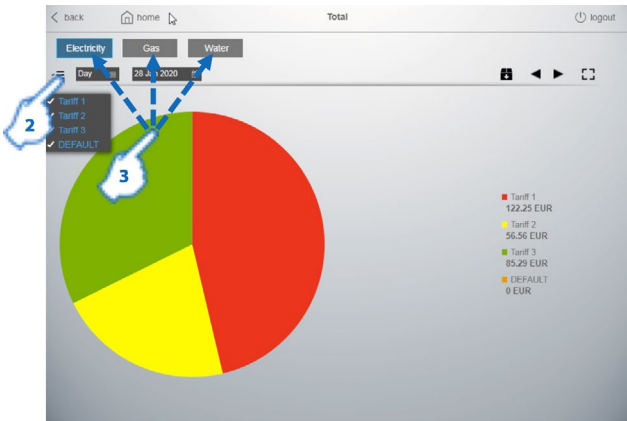 back home Total logout
Electricity Gas Water
Day 28 Jan 2020
Tariff 1
Tariff 2
Tariff 3
DEFAULT
2
3
Tariff 1
122.25 EUR
Tariff 2
56.56 EUR
Tariff 3
85.29 EUR
DEFAULT
0 EUR